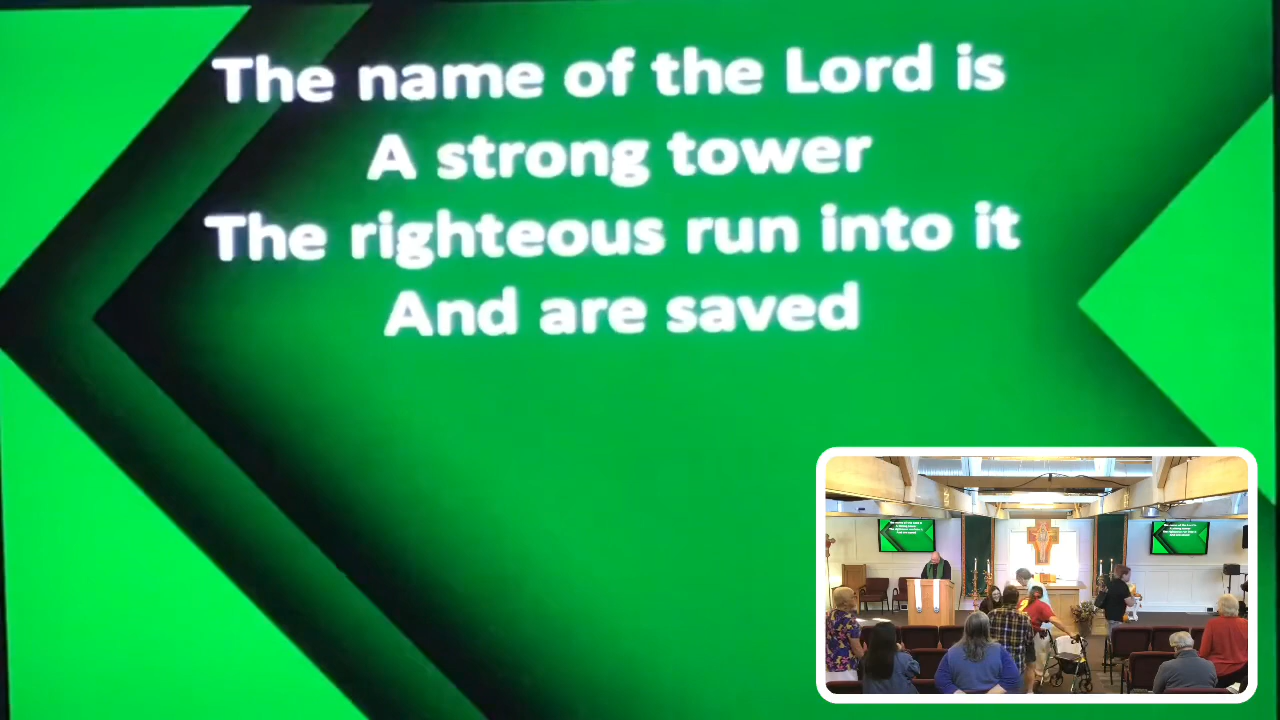 The name of the Lord is
A strong tower
The righteous run into it
And are saved